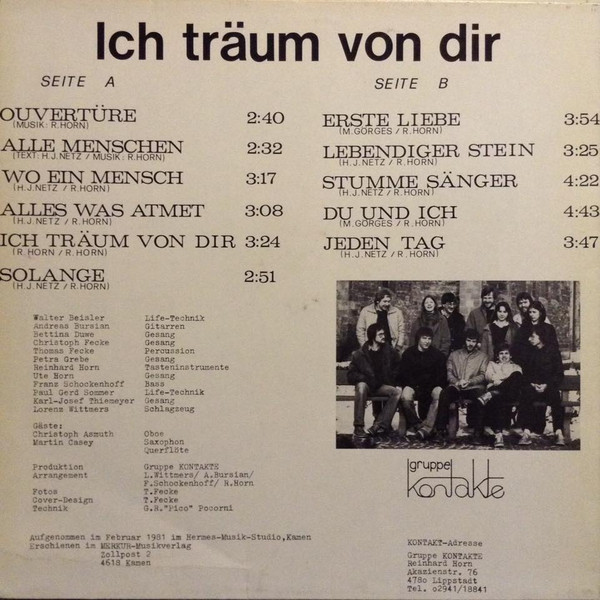 Ich träum von dir
SEITE A
OUVERTÜRE 2:40
(MUSIK: R.HORN)
ALLE MENSCHEN 2:32
(TEXT: H.J.NETZ / MUSIK: R.HORN)
WO EIN MENSCH 3:17
(H.J.NETZ / R.HORN)
ALLES WAS ATMET 3:08
(H.J.NETZ / R.HORN)
ICH TRÄUM VON DIR 3:24
(R.HORN / R.HORN)
SOLANGE 2:51
(H.J.NETZ / R.HORN)
SEITE B
ERSTE LIEBE 3:54
(M.GÖRGES / R.HORN)
LEBENDIGER STEIN 3:25
(H.J.NETZ / R.HORN)
STUMME SÄNGER 4:22
(H.J.NETZ / R.HORN)
DU UND ICH 4:43
(M.GÖRGES / R.HORN)
JEDEN TAG 3:47
(H.J.NETZ / R.HORN)
Walter Beisler Life-Technik
Andreas Bursian Gitarren
Bettina Duwe Gesang
Christoph Fecke Gesang
Thomas Fecke Percussion
Petra Grebe Gesang
Reinhard Horn Tasteninstrumente
Ute Horn Gesang
Franz Schockenhoff Bass
Paul Gerd Sommer Life-Technik
Karl-Josef Thiemeyer Gesang
Lorenz Wittmers Schlagzeug
Gäste:
Christoph Asmuth Oboe
Martin Casey Saxophon
Querflöte
Produktion Gruppe KONTAKTE
Arrangement L.Wittmers/ A.Bursian/
F.Schockenhoff/ R.Horn
Fotos T.Fecke
Cover-Design T.Fecke
Technik G.H."Pico" Pocorni
Aufgenommen im Februar 1981 im Hermes-Musik-Studio,Kamen
Erschienen im MERKUR-Musikverlag
Zollpost 2
4618 Kamen
gruppe
kontakte
KONTAKT-Adresse
Gruppe KONTAKTE
Reinhard Horn
Akazienstr. 76
478o Lippstadt
Tel. o2941/18841